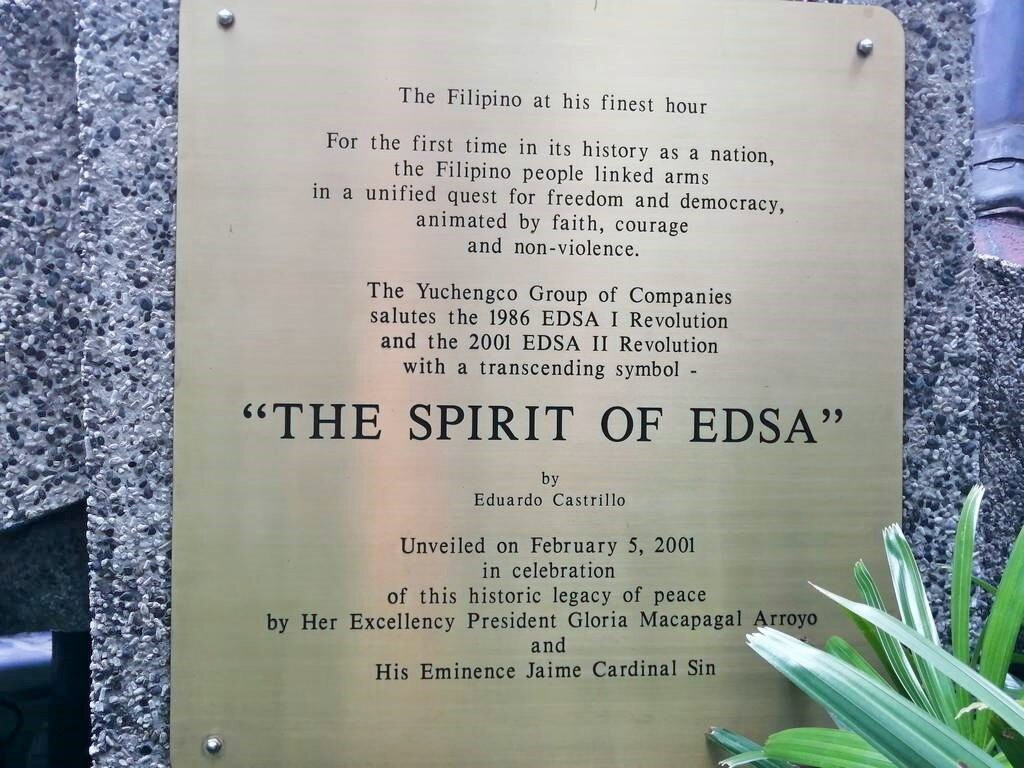 The Filipino at his finest hour
For the first time in its history as a nation,
the Filipino people linked arms
in a unified quest for freedom and democracy,
animated by faith, courage
and non-violence.
The Yuchengco Group of Companies
salutes the 1986 EDSA I Revolution
and the 2001 EDSA II Revolution
with a transcending symbol -
“THE SPIRIT OF EDSA”
by
Eduardo Castrillo
Unveiled on February 5, 2001
in celebration
of this historic legacy of peace
by Her Excellency President Gloria Macapagal Arroyo
and
His Eminence Jaime Cardinal Sin